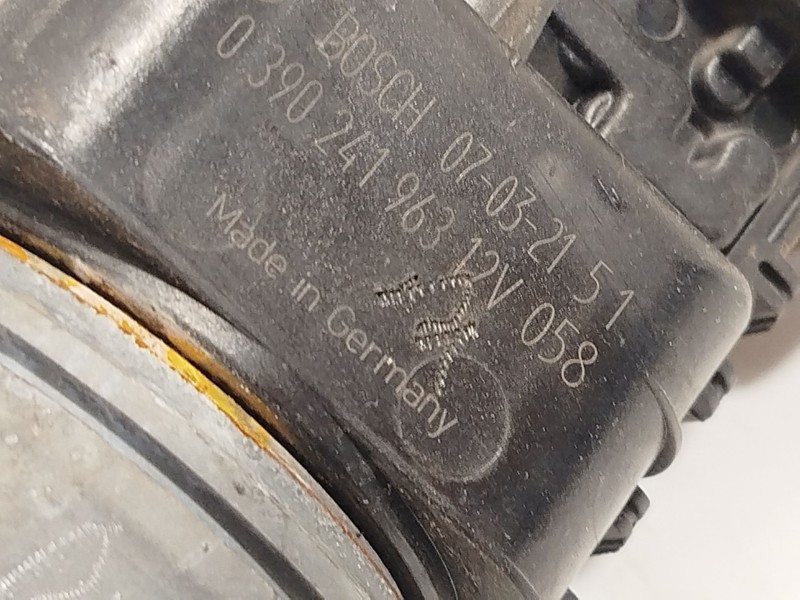 BOSCH 07-03-21 51
0 390 241 963 12V 058
Made in Germany